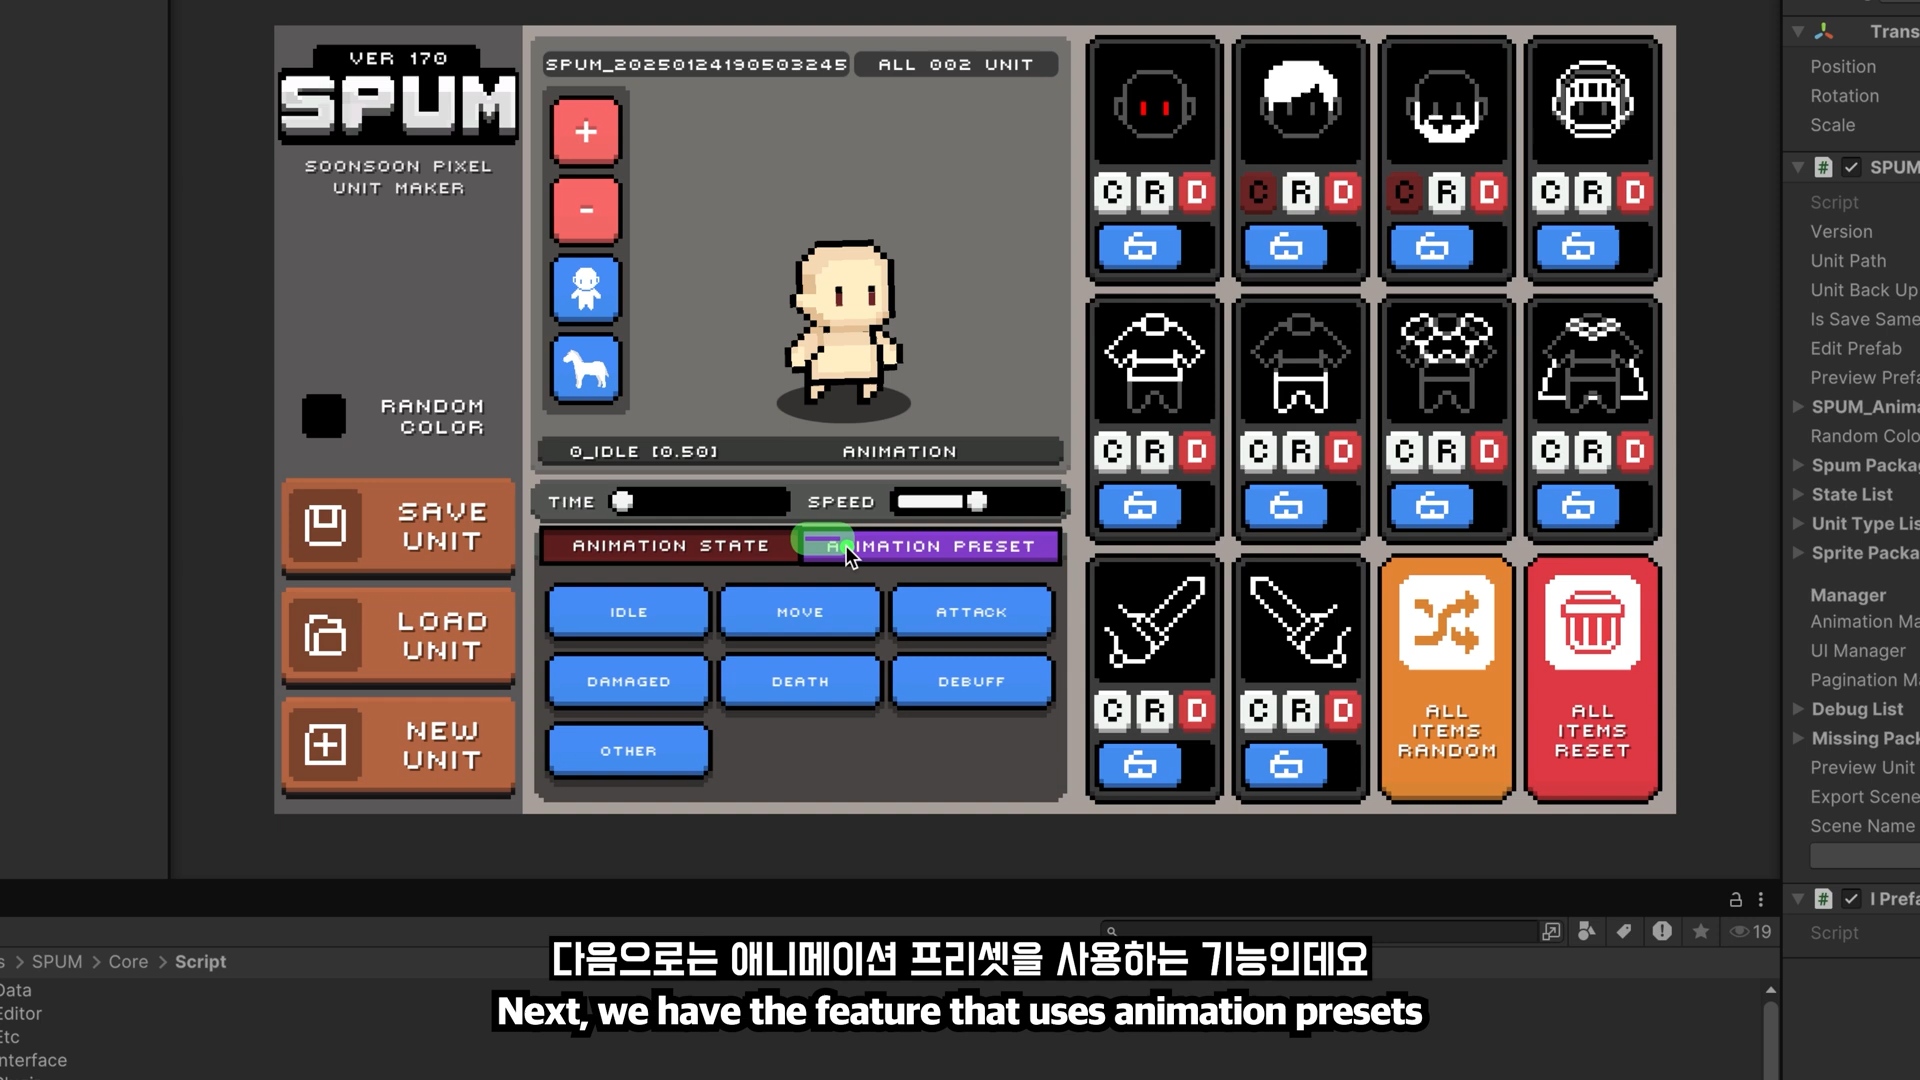 VER 170
SPUM
SOONSOON PIXEL
UNIT MAKER
RANDOM
COLOR
SAVE
UNIT
LOAD
UNIT
NEW
UNIT
SPUM_20250124190503245
ALL 002 UNIT
+
-
0_IDLE [0.50]
ANIMATION
TIME
SPEED
ANIMATION STATE
ANIMATION PRESET
IDLE
MOVE
ATTACK
DAMAGED
DEATH
DEBUFF
OTHER
C R D
C R D
C R D
C R D
C R D
C R D
C R D
C R D
C R D
C R D
ALL
ITEMS
RANDOM
ALL
ITEMS
RESET
Trans
Position
Rotation
Scale
# SPUM
Script
Version
Unit Path
Unit Back Up
Is Save Same
Edit Prefab
Preview Prefa
SPUM_Anima
Random Colo
Spum Packa
State List
Unit Type Lis
Sprite Packa
Manager
Animation Ma
UI Manager
Pagination Ma
Debug List
Missing Pack
Preview Unit
Export Scene
Scene Name
# I Prefa
Script
19
s > SPUM > Core > Script
Data
Editor
Etc
Interface
다음으로는 애니메이션 프리셋을 사용하는 기능인데요
Next, we have the feature that uses animation presets